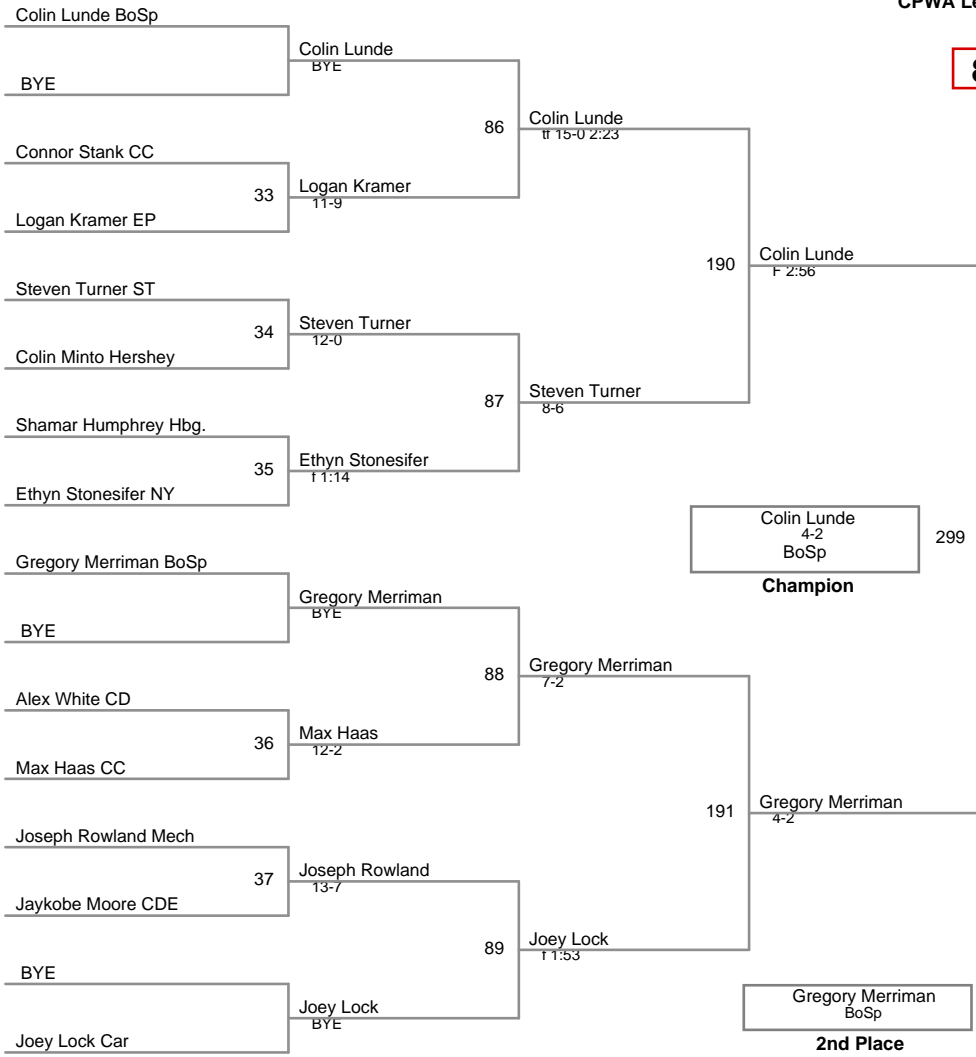 CPWA Le
Colin Lunde BoSp
Colin Lunde
BYE
BYE
86
Colin Lunde
tf 15-0 2:23
Connor Stank CC
33
Logan Kramer
11-9
Logan Kramer EP
190
Colin Lunde
F 2:56
Steven Turner ST
34
Steven Turner
12-0
Colin Minto Hershey
87
Steven Turner
8-6
Shamar Humphrey Hbg.
35
Ethyn Stonesifer
f 1:14
Ethyn Stonesifer NY
Colin Lunde
4-2
BoSp
299
Champion
Gregory Merriman BoSp
Gregory Merriman
BYE
BYE
88
Gregory Merriman
7-2
Alex White CD
36
Max Haas
12-2
Max Haas CC
191
Gregory Merriman
4-2
Joseph Rowland Mech
37
Joseph Rowland
13-7
Jaykobe Moore CDE
89
Joey Lock
f 1:53
BYE
Joey Lock
BYE
Joey Lock Car
Gregory Merriman
BoSp
2nd Place